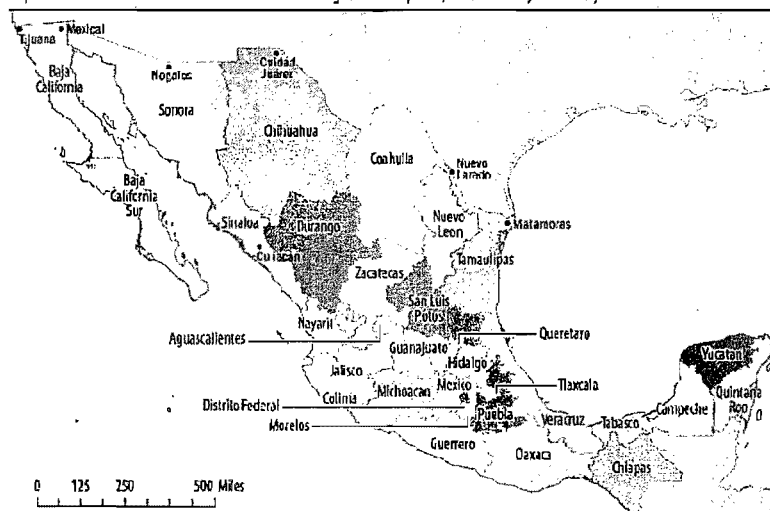 Tijuana
Mexicali
Baja
California
Nogales
Sonora
Ciudad
Juarez
Chihuahua
Coahuila
Nuevo
Laredo
Baja
California
Sur
Sinaloa
Culiacan
Durango
Nuevo
Leon
Matamoras
Tamaulipas
Zacatecas
San Luis
Potos
Nayarit
Aguascalientes
Guanajuato
Queretaro
Hidalgo
Jalisco
Colima
Michoacan
Mexico
Tlaxcala
Distrito Federal
Puebla
Morelos
Veracruz
Guerrero
Oaxaca
Tabasco
Campeche
Yucatan
Quintana
Roo
Chiapas
0 125 250 500 Miles